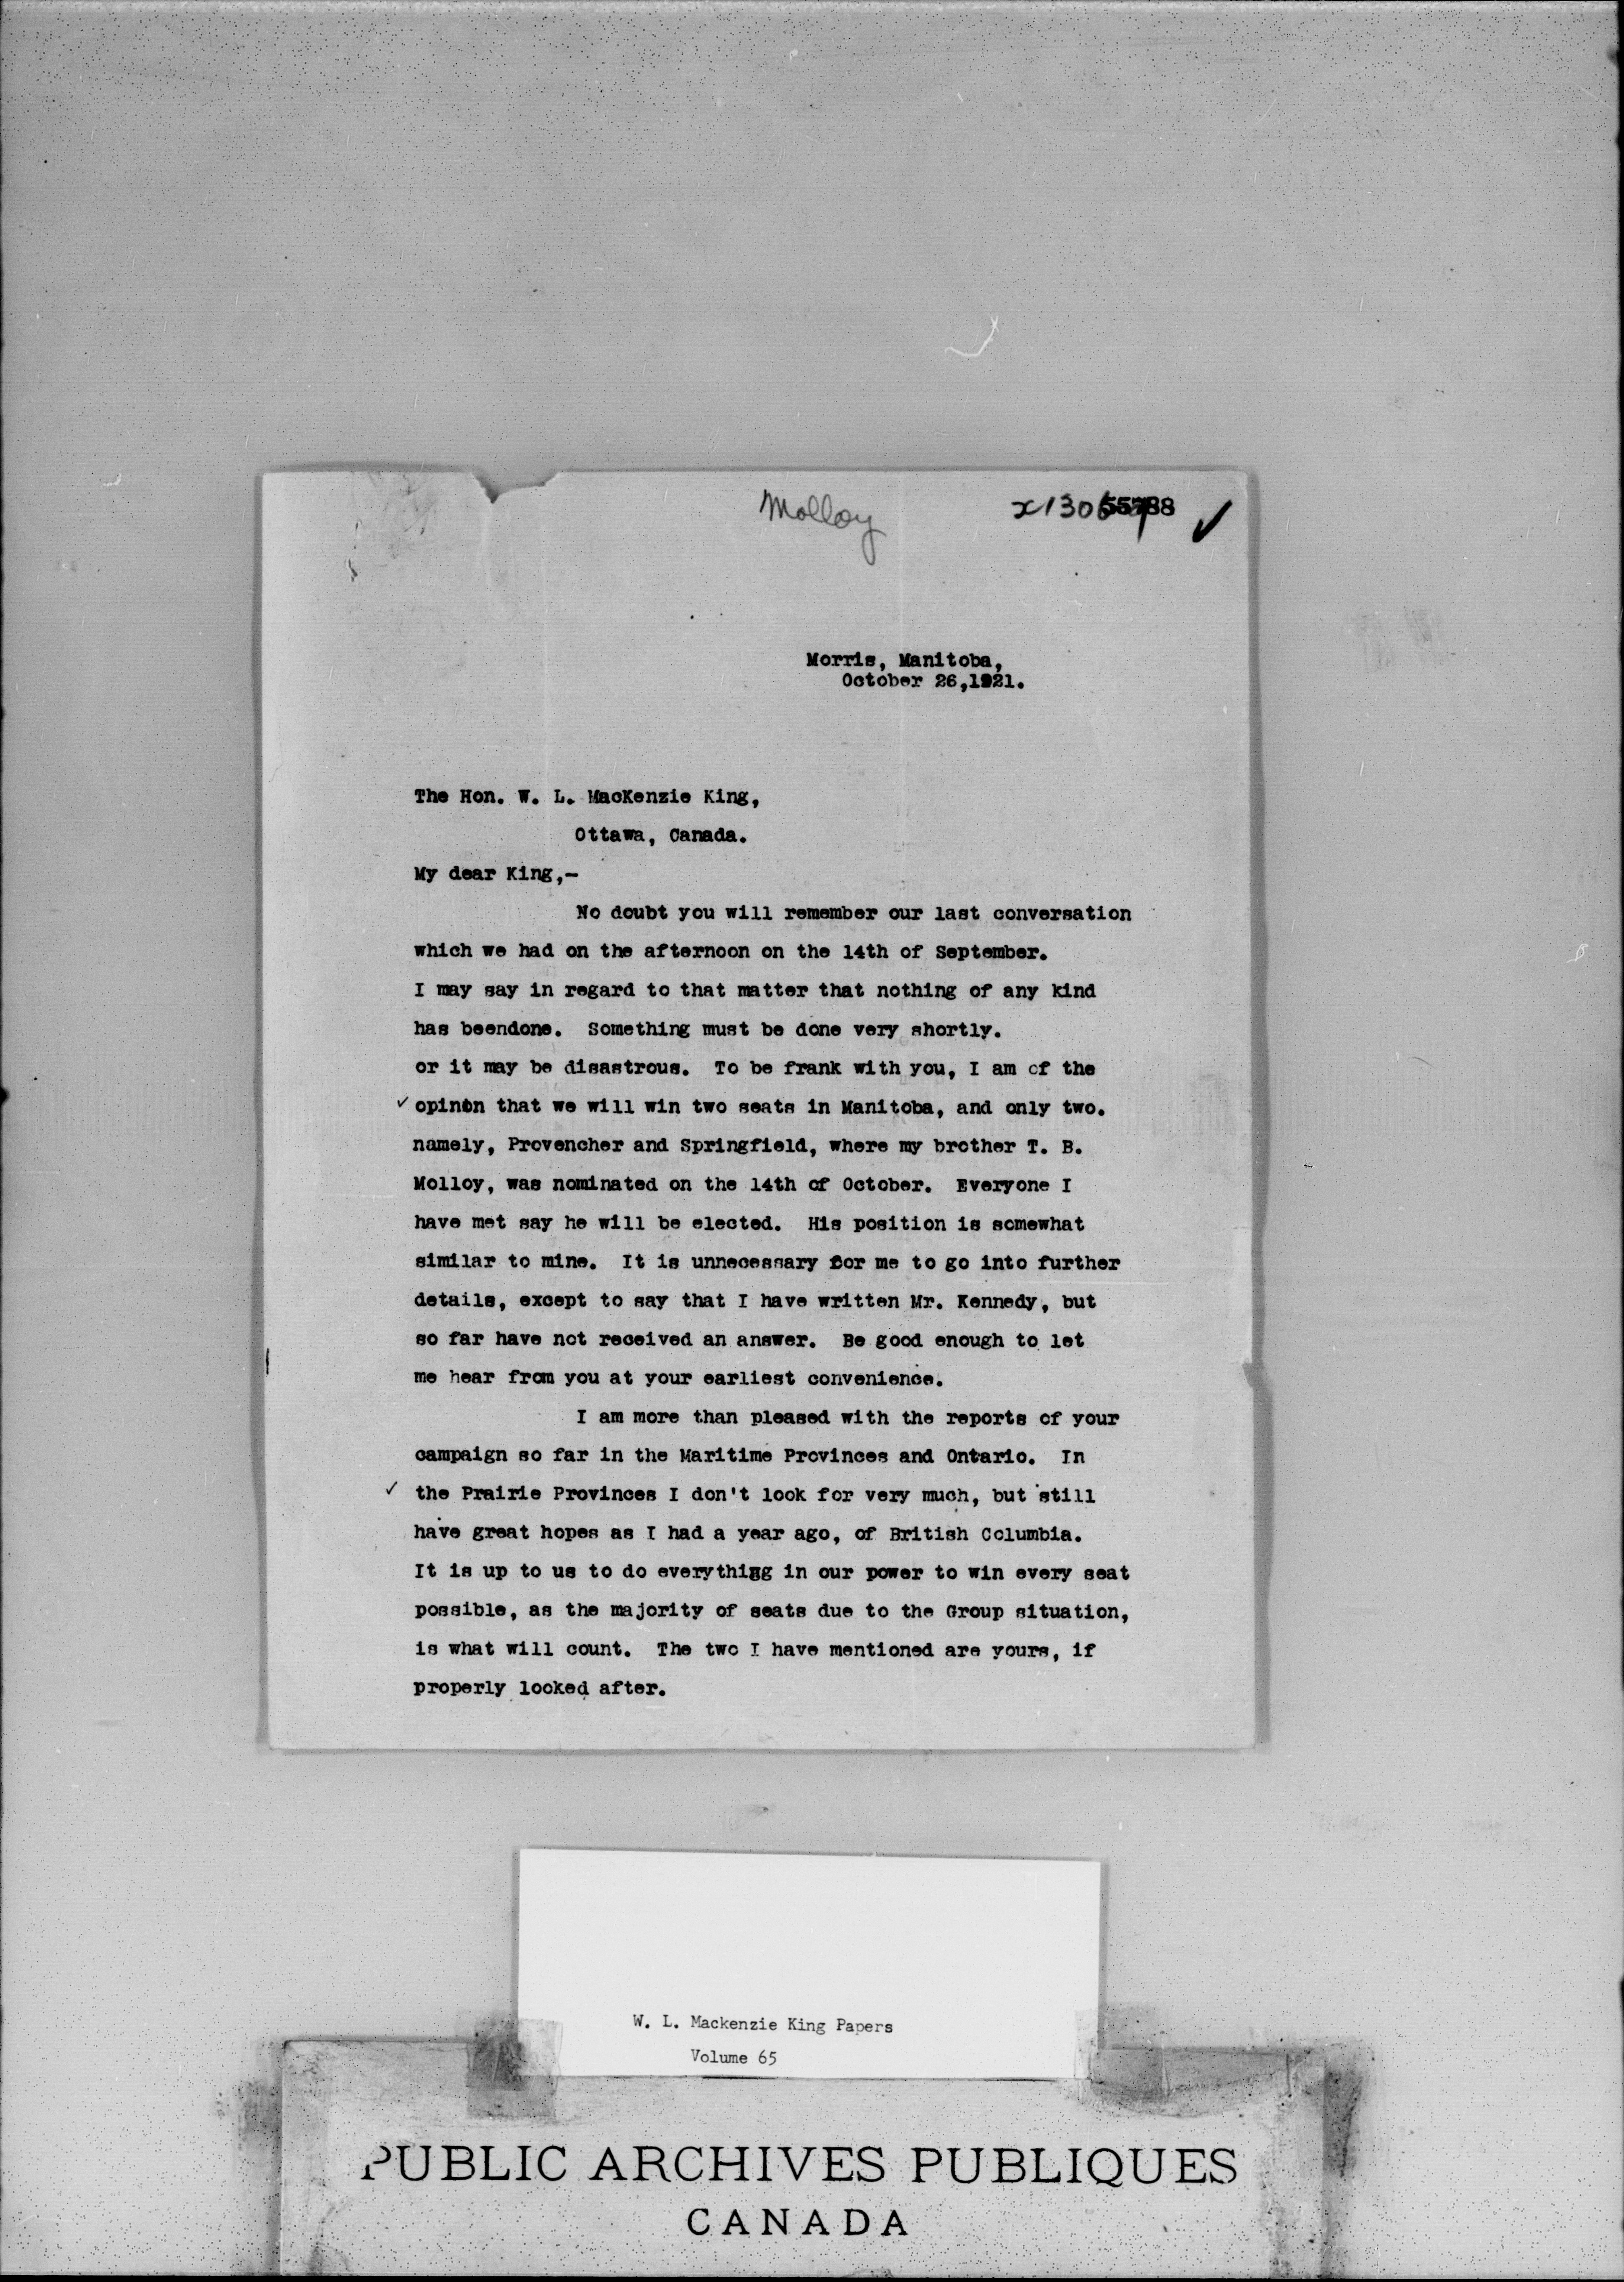 Molloy
55788
Morris, Manitoba,
October 26,1921.
The Hon. W. L. MacKenzie King,
Ottawa, Canada.
My dear King,-
No doubt you will remember our last conversation
which we had on the afternoon on the 14th of September.
I may say in regard to that matter that nothing of any kind
has beendone. Something must be done very shortly.
or it may be disastrous. To be frank with you, I am of the
✓ opinon that we will win two seats in Manitoba, and only two.
namely, Provencher and Springfield, where my brother T. B.
Molloy, was nominated on the 14th of October. Everyone I
have met say he will be elected. His position is somewhat
similar to mine. It is unnecessary for me to go into further
details, except to say that I have written Mr. Kennedy, but
so far have not received an answer. Be good enough to let
me hear from you at your earliest convenience.
I am more than pleased with the reports of your
campaign so far in the Maritime Provinces and Ontario. In
✓ the Prairie Provinces I don't look for very much, but still
have great hopes as I had a year ago, of British Columbia.
It is up to us to do everything in our power to win every seat
possible, as the majority of seats due to the Group situation,
is what will count. The two I have mentioned are yours, if
properly looked after.
W. L. Mackenzie King Papers
Volume 65
PUBLIC ARCHIVES PUBLIQUES
CANADA